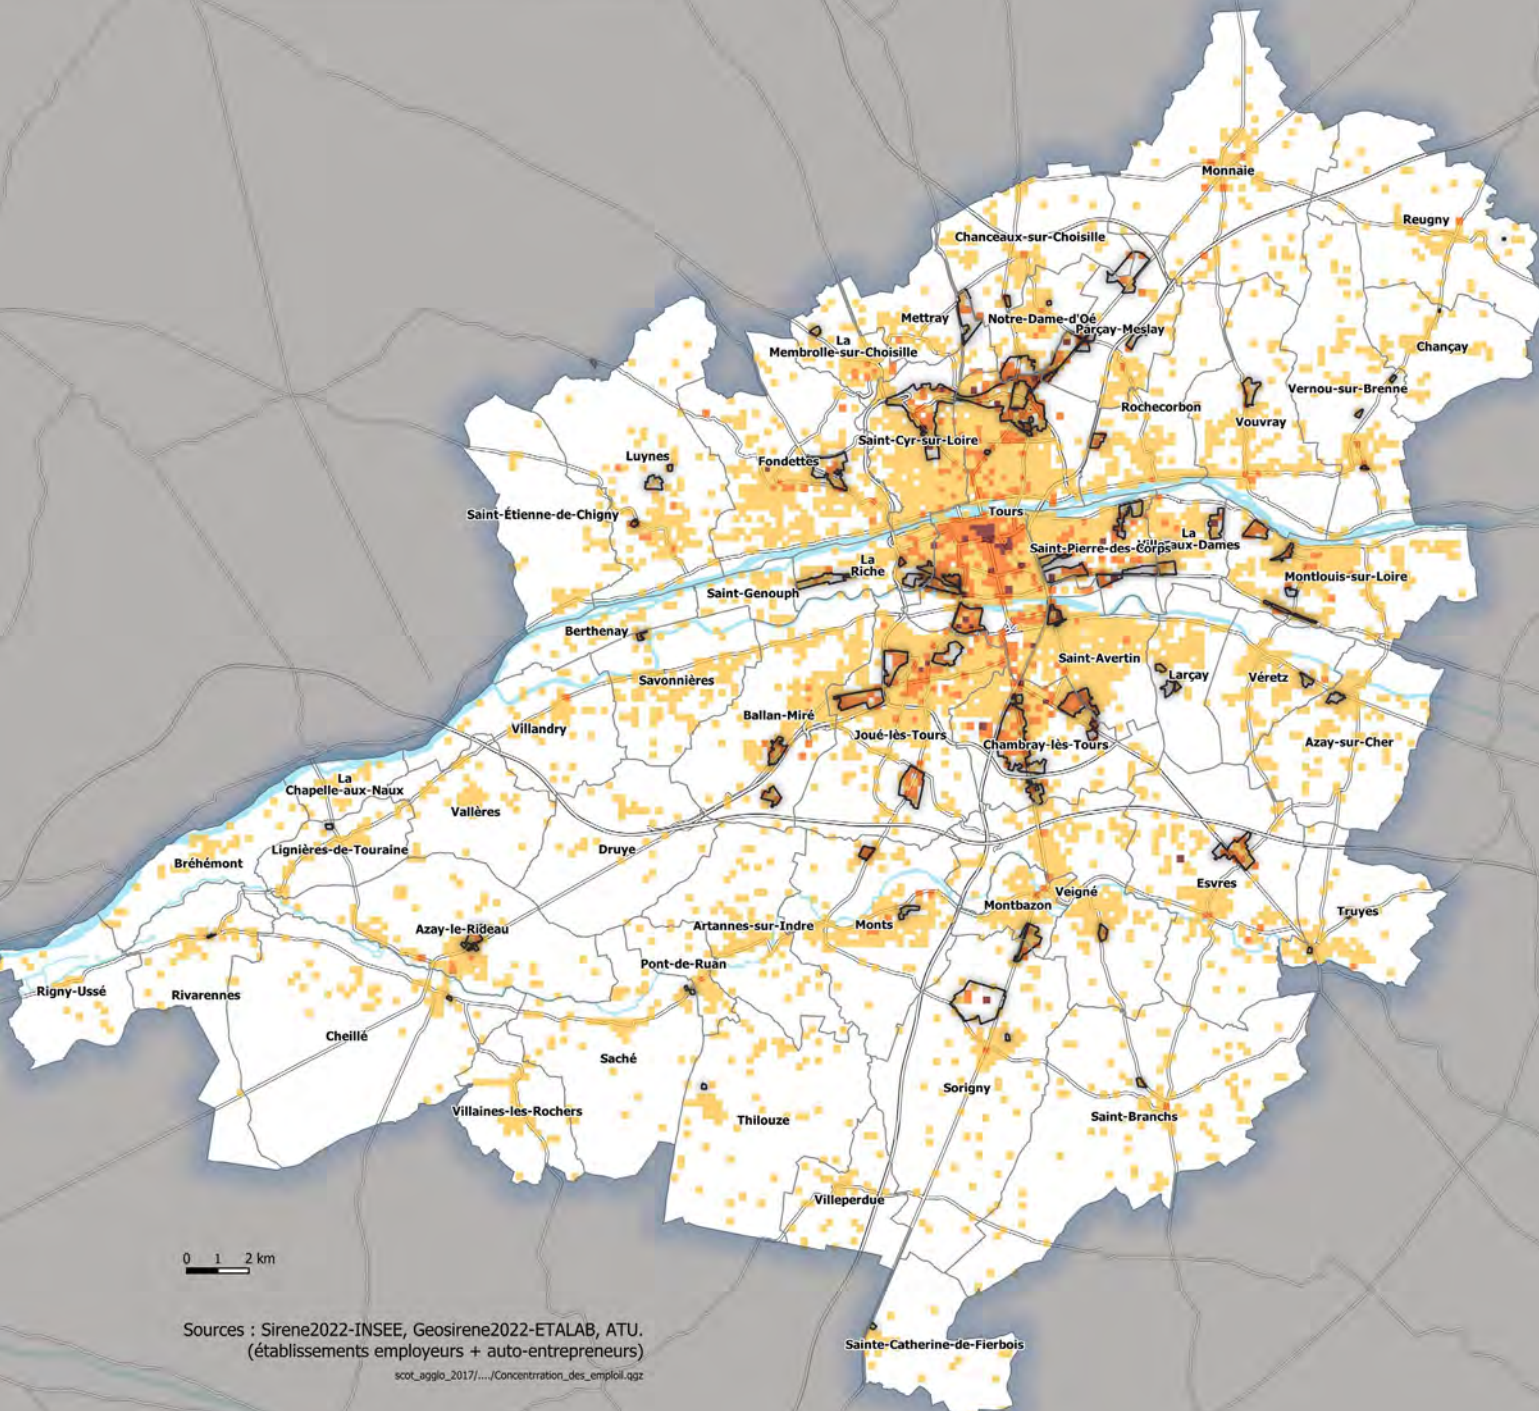 Monnaie
Reugny
Chanceaux-sur-Choisille
Mettray
Notre-Dame-d'Oé
Parçay-Meslay
La
Membrolle-sur-Choisille
Chançay
Vernou-sur-Brenne
Rochecorbon
Vouvray
Saint-Cyr-sur-Loire
Luynes
Fondettes
Saint-Étienne-de-Chigny
Tours
La
Saint-Pierre-des-Corps
Ville-aux-Dames
La
Riche
Montlouis-sur-Loire
Saint-Genouph
Berthenay
Saint-Avertin
Larçay
Véretz
Savonnières
Ballan-Miré
Villandry
Joué-lès-Tours
Chambray-lès-Tours
Azay-sur-Cher
La
Chapelle-aux-Naux
Vallères
Lignières-de-Touraine
Druye
Bréhémont
Esvres
Veigné
Montbazon
Truyes
Artannes-sur-Indre
Monts
Azay-le-Rideau
Pont-de-Ruan
Rigny-Ussé
Rivarennes
Cheillé
Saché
Sorigny
Villaines-les-Rochers
Thilouze
Saint-Branchs
Villeperdue
0 1 2 km
Sources : Sirene2022-INSEE, Geosirene2022-ETALAB, ATU.
(établissements employeurs + auto-entrepreneurs)
Sainte-Catherine-de-Fierbois
scot_agglo_2017/..../Concentrration_des_emploiI.qgz